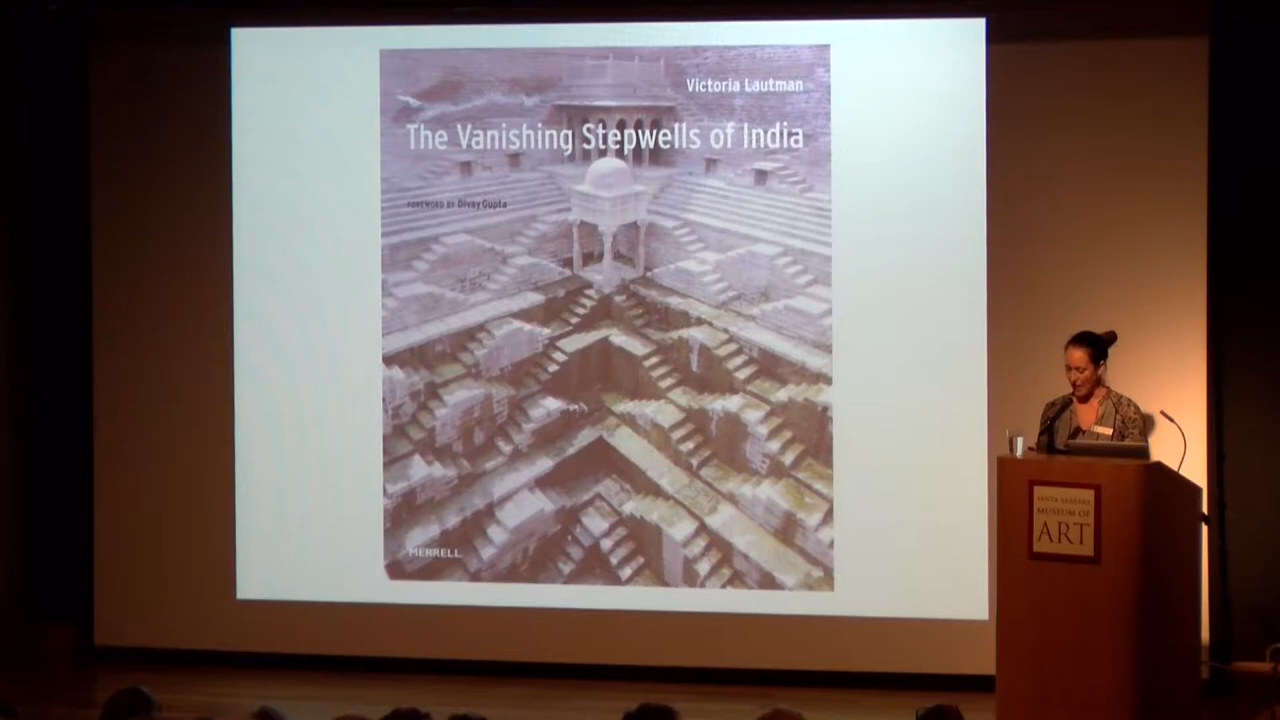 Victoria Lautman
The Vanishing Stepwells of India
FOREWORD BY Divay Gupta
MERRELL
SANTA BARBARA
MUSEUM OF
ART